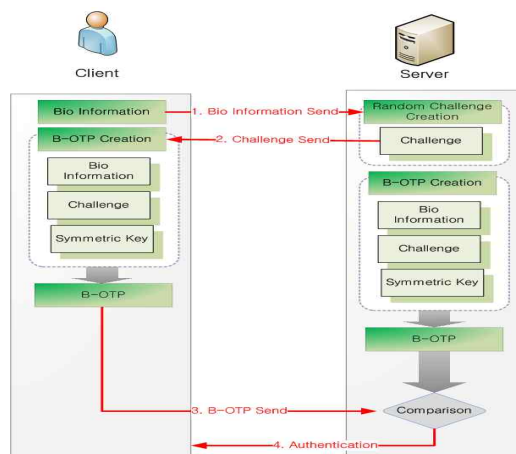 Client
Server
Bio Information
1. Bio Information Send
Random Challenge
Creation
B-OTP Creation
2. Challenge Send
Challenge
Bio
Information
Challenge
Symmetric Key
B-OTP Creation
Bio
Information
Challenge
Symmetric Key
B-OTP
B-OTP
3. B-OTP Send
Comparison
4. Authentication